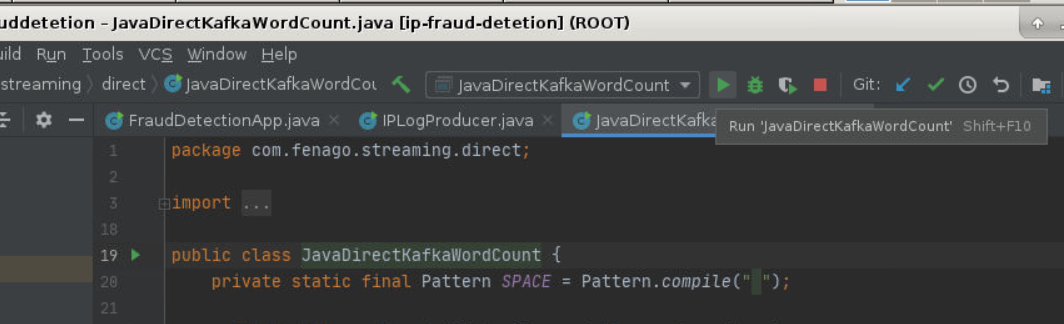 uddetetion – JavaDirectKafkaWordCount.java [ip-fraud-detetion] (ROOT)
uild Run Tools VCS Window Help
streaming direct JavaDirectKafkaWordCou JavaDirectKafkaWordCount Git:
FraudDetectionApp.java IPLogProducer.java JavaDirectKafka
Run 'JavaDirectKafkaWordCount' Shift+F10
1 package com.fenago.streaming.direct;
2
3 import ...
18
19 public class JavaDirectKafkaWordCount {
20 private static final Pattern SPACE = Pattern.compile(" ");
21